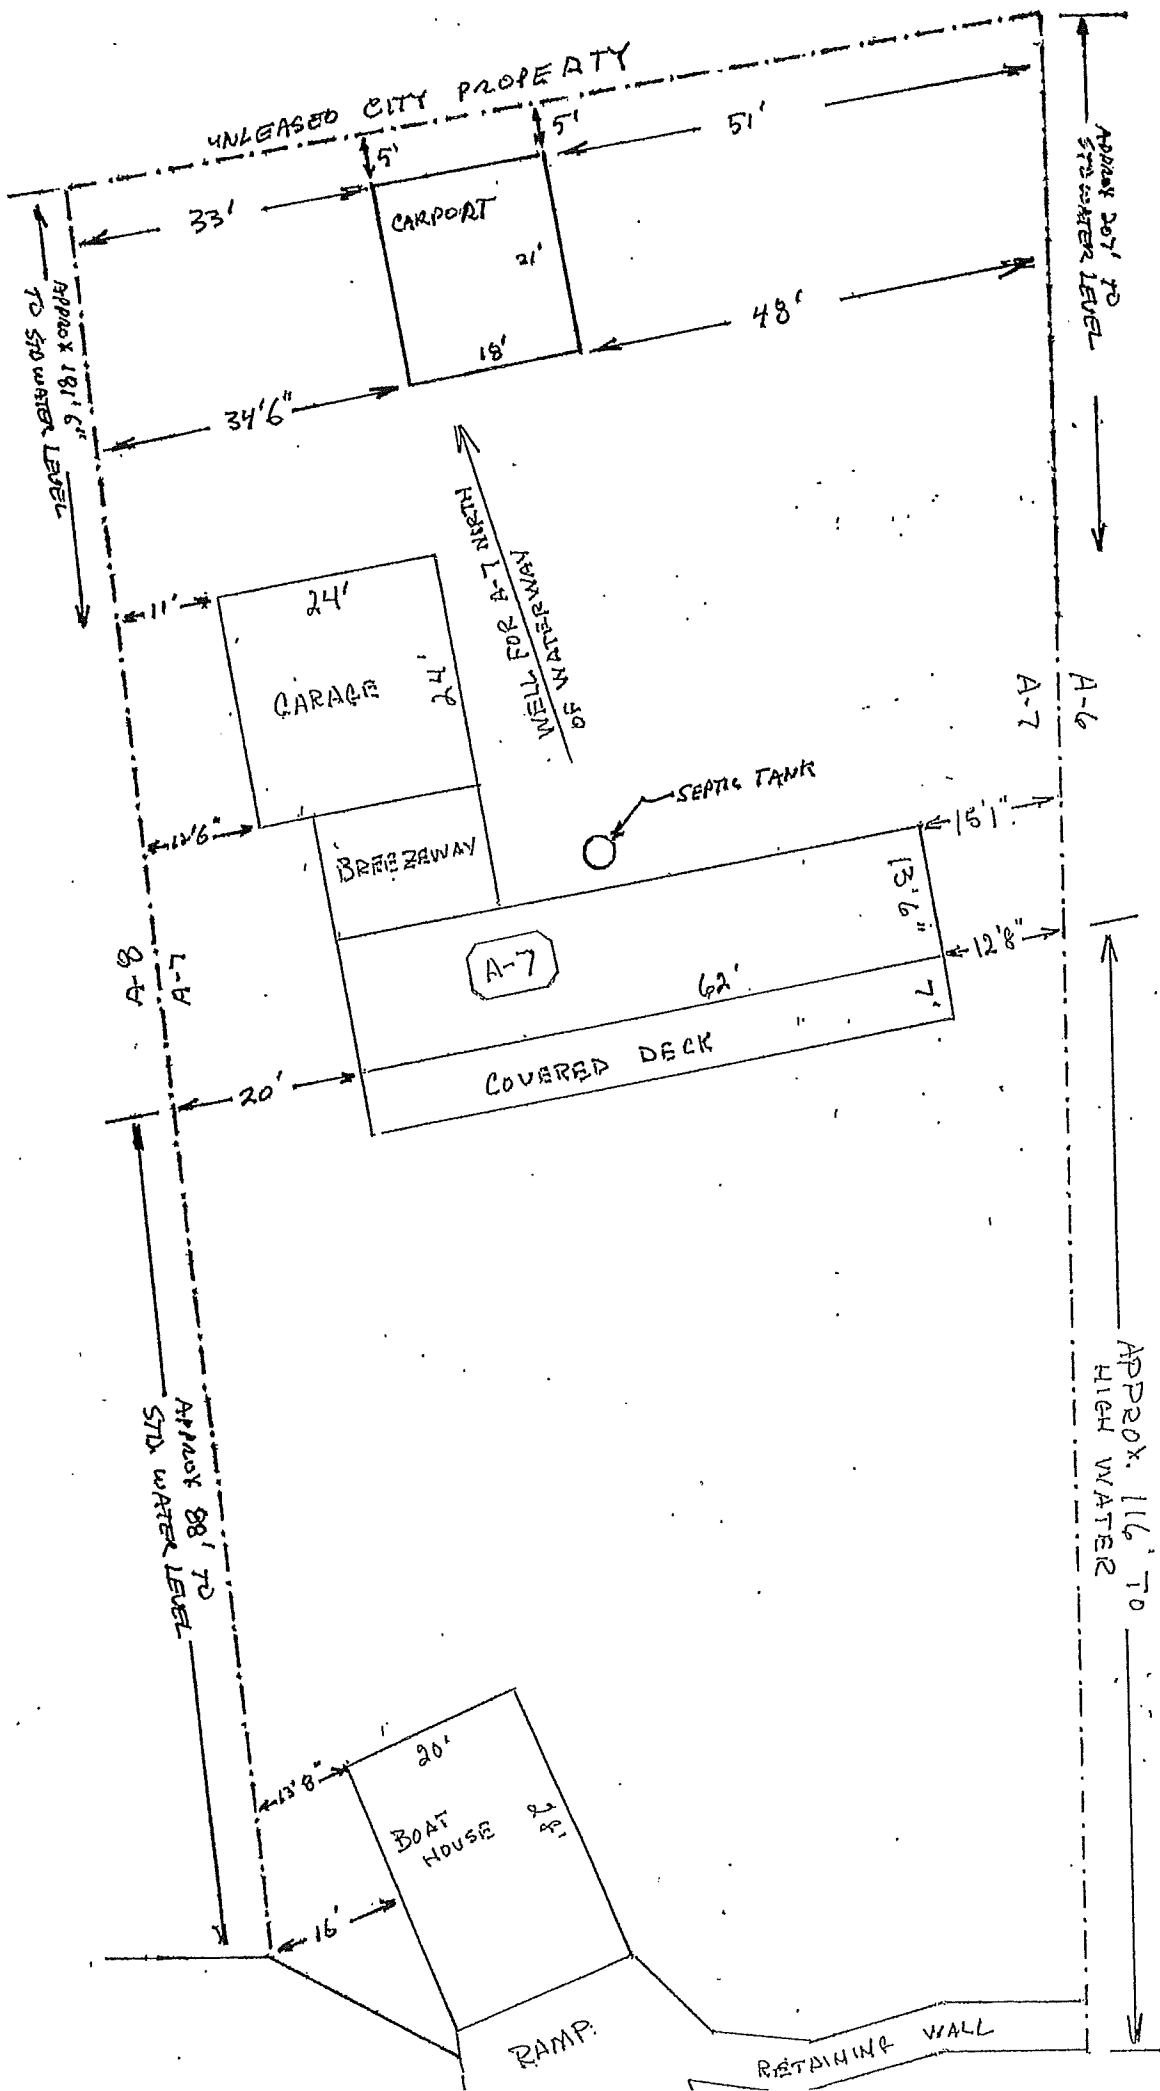 UNLEASED CITY PROPERTY
5'
5'
51'
33'
CARPORT
21'
18'
48'
34'6"
APPROX 207' TO
STD WATER LEVEL
APPROX 181'6"
TO STD WATER LEVEL
WELL FOR A-7 NORTH
OF WATERWAY
11'
24'
24'
GARAGE
A-6
A-7
SEPTIC TANK
12'6"
BREEZEWAY
15'1"
13'6"
12'8"
A-7
62'
7'
COVERED DECK
A-7
A-8
20'
APPROX. 116' TO
HIGH WATER
APPROX 88' TO
STD. WATER LEVEL
13'8"
20'
28'
BOAT
HOUSE
16'
RAMP
RETAINING WALL